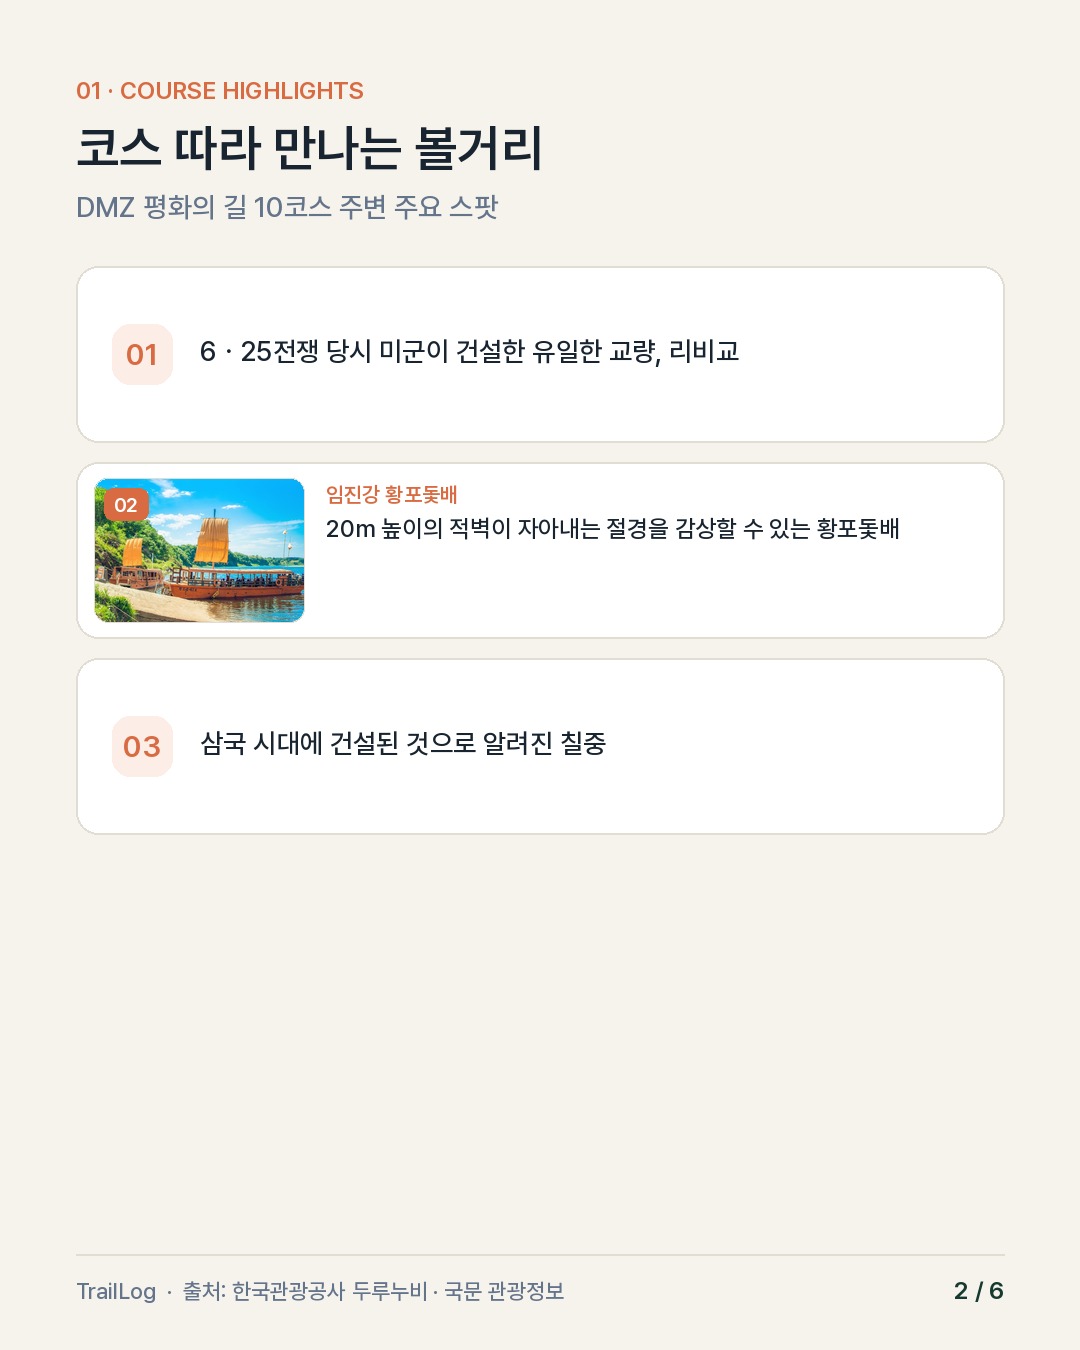 01 · COURSE HIGHLIGHTS
코스 따라 만나는 볼거리
DMZ 평화의 길 10코스 주변 주요 스팟
01
6 · 25전쟁 당시 미군이 건설한 유일한 교량, 리비교
02
임진강 황포돛배
20m 높이의 적벽이 자아내는 절경을 감상할 수 있는 황포돛배
03
삼국 시대에 건설된 것으로 알려진 칠중
TrailLog · 출처: 한국관광공사 두루누비 · 국문 관광정보
2 / 6